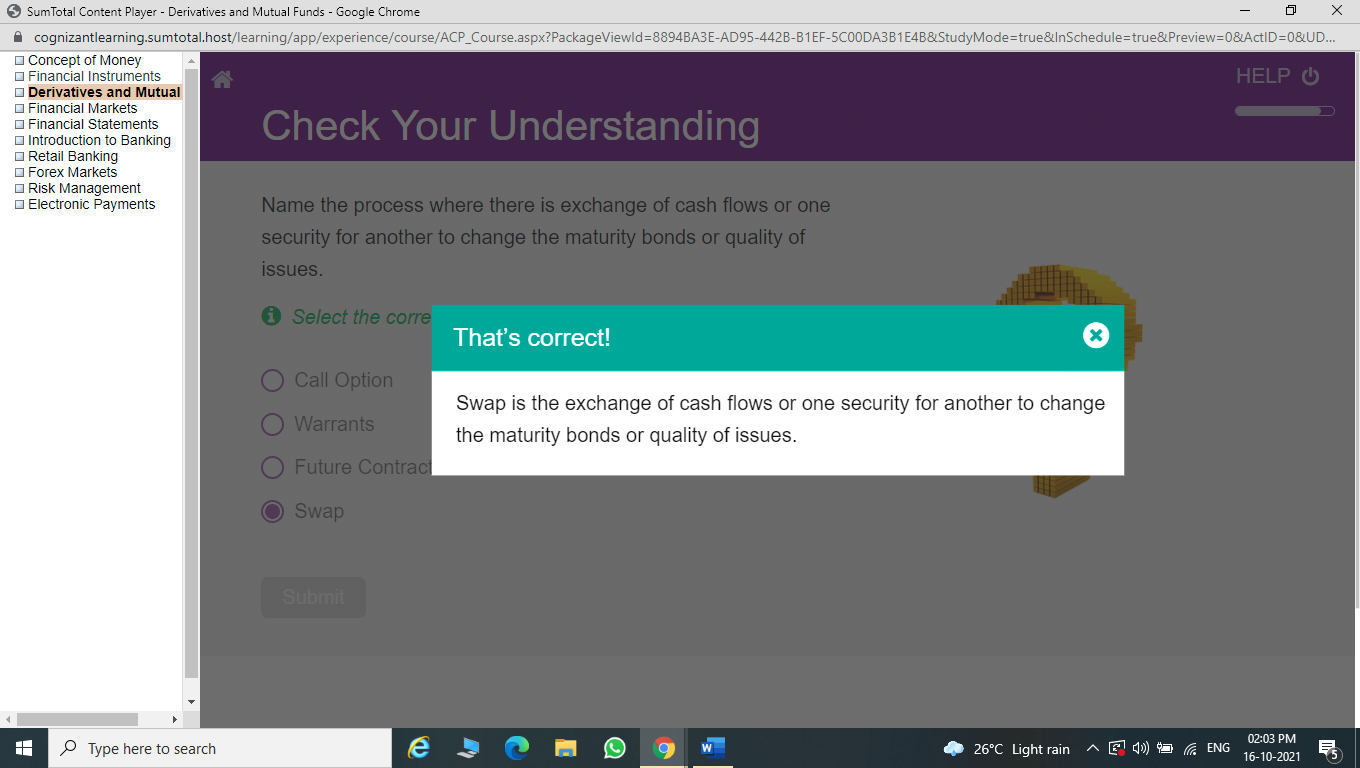 SumTotal Content Player - Derivatives and Mutual Funds - Google Chrome
cognizantlearning.sumtotal.host/learning/app/experience/course/ACP_Course.aspx?PackageViewId=8894BA3E-AD95-442B-B1EF-5C00DA3B1E4B&StudyMode=true&InSchedule=true&Preview=0&ActID=0&UD...
Concept of Money
Financial Instruments
Derivatives and Mutual
Financial Markets
Financial Statements
Introduction to Banking
Retail Banking
Forex Markets
Risk Management
Electronic Payments
HELP
Check Your Understanding
Name the process where there is exchange of cash flows or one
security for another to change the maturity bonds or quality of
issues.
Select the corre
That's correct!
Swap is the exchange of cash flows or one security for another to change
the maturity bonds or quality of issues.
Call Option
Warrants
Future Contract
Swap
Submit
Type here to search
26°C Light rain
ENG
02:03 PM
16-10-2021
5